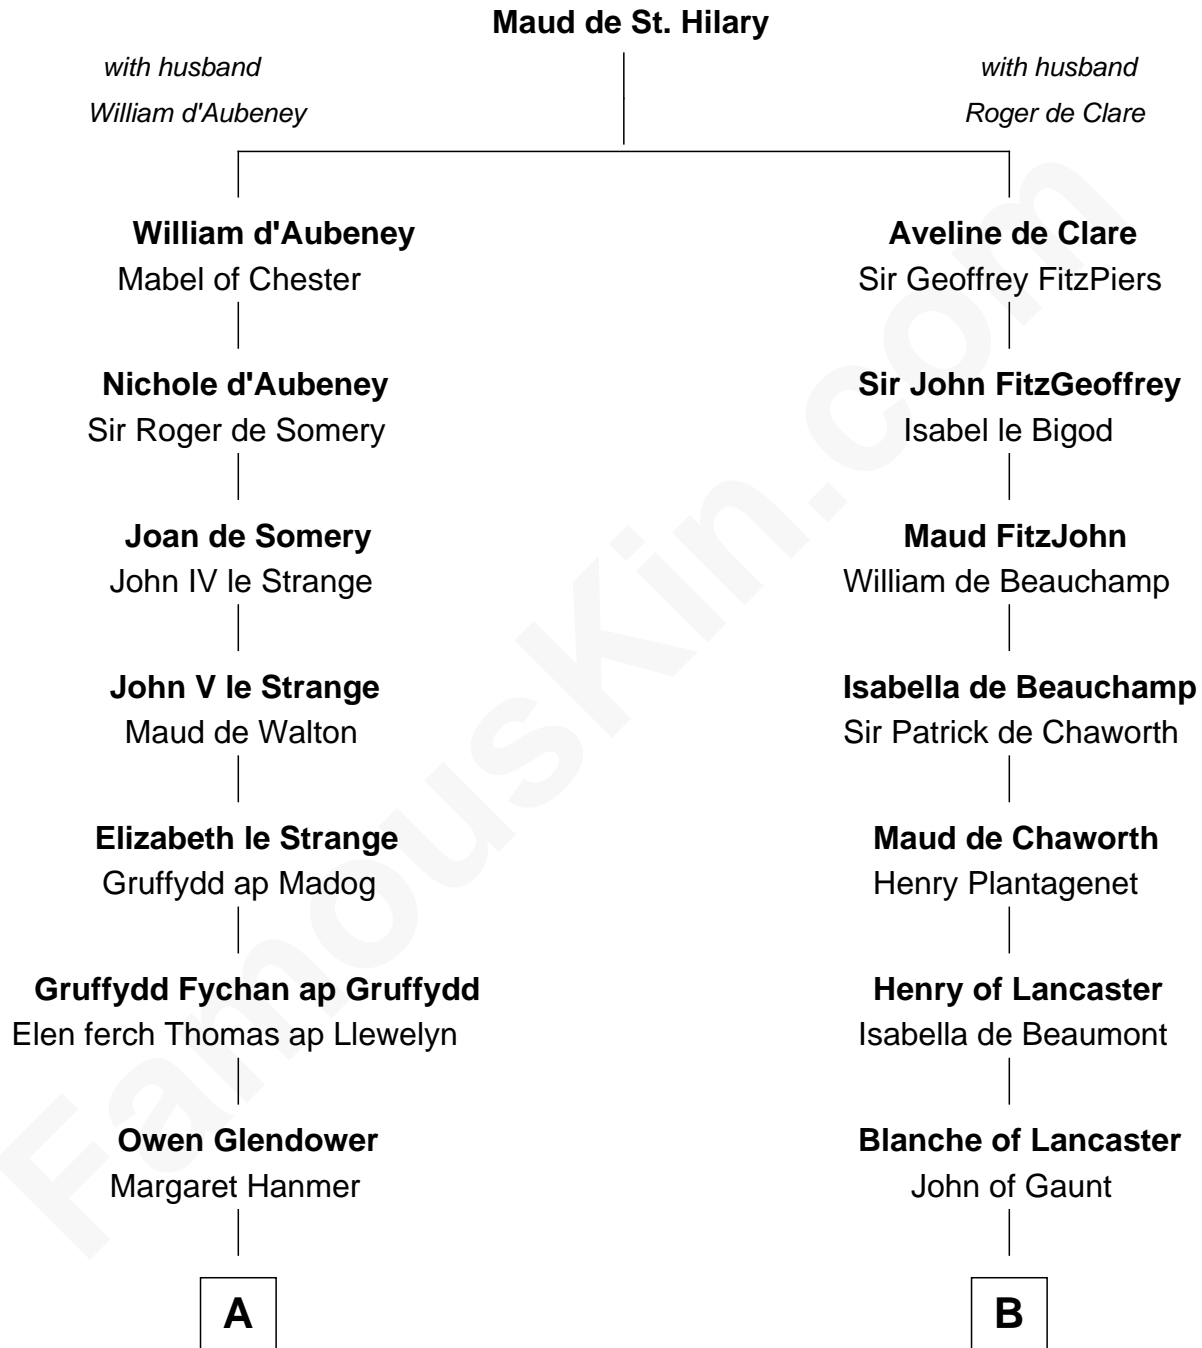 Maud de St. Hilary
with husband
William d'Aubeney
with husband
Roger de Clare
William d'Aubeney
Mabel of Chester
Nichole d'Aubeney
Sir Roger de Somery
Joan de Somery
John IV le Strange
John V le Strange
Maud de Walton
Elizabeth le Strange
Gruffydd ap Madog
Gruffydd Fychan ap Gruffydd
Elen ferch Thomas ap Llewelyn
Owen Glendower
Margaret Hanmer
A
Aveline de Clare
Sir Geoffrey FitzPiers
Sir John FitzGeoffrey
Isabel le Bigod
Maud FitzJohn
William de Beauchamp
Isabella de Beauchamp
Sir Patrick de Chaworth
Maud de Chaworth
Henry Plantagenet
Henry of Lancaster
Isabella de Beaumont
Blanche of Lancaster
John of Gaunt
B
FamousKin.com